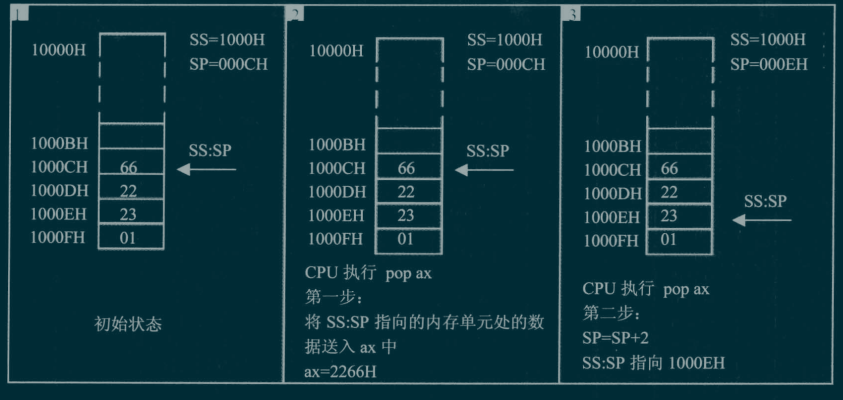 1
10000H
SS=1000H
SP=000CH
1000BH
1000CH 66
SS:SP
1000DH 22
1000EH 23
1000FH 01
初始状态
2
10000H
SS=1000H
SP=000CH
1000BH
1000CH 66
SS:SP
1000DH 22
1000EH 23
1000FH 01
CPU 执行 pop ax
第一步：
将 SS:SP 指向的内存单元处的数
据送入 ax 中
ax=2266H
3
10000H
SS=1000H
SP=000EH
1000BH
1000CH 66
1000DH 22
SS:SP
1000EH 23
1000FH 01
CPU 执行 pop ax
第二步：
SP=SP+2
SS:SP 指向 1000EH